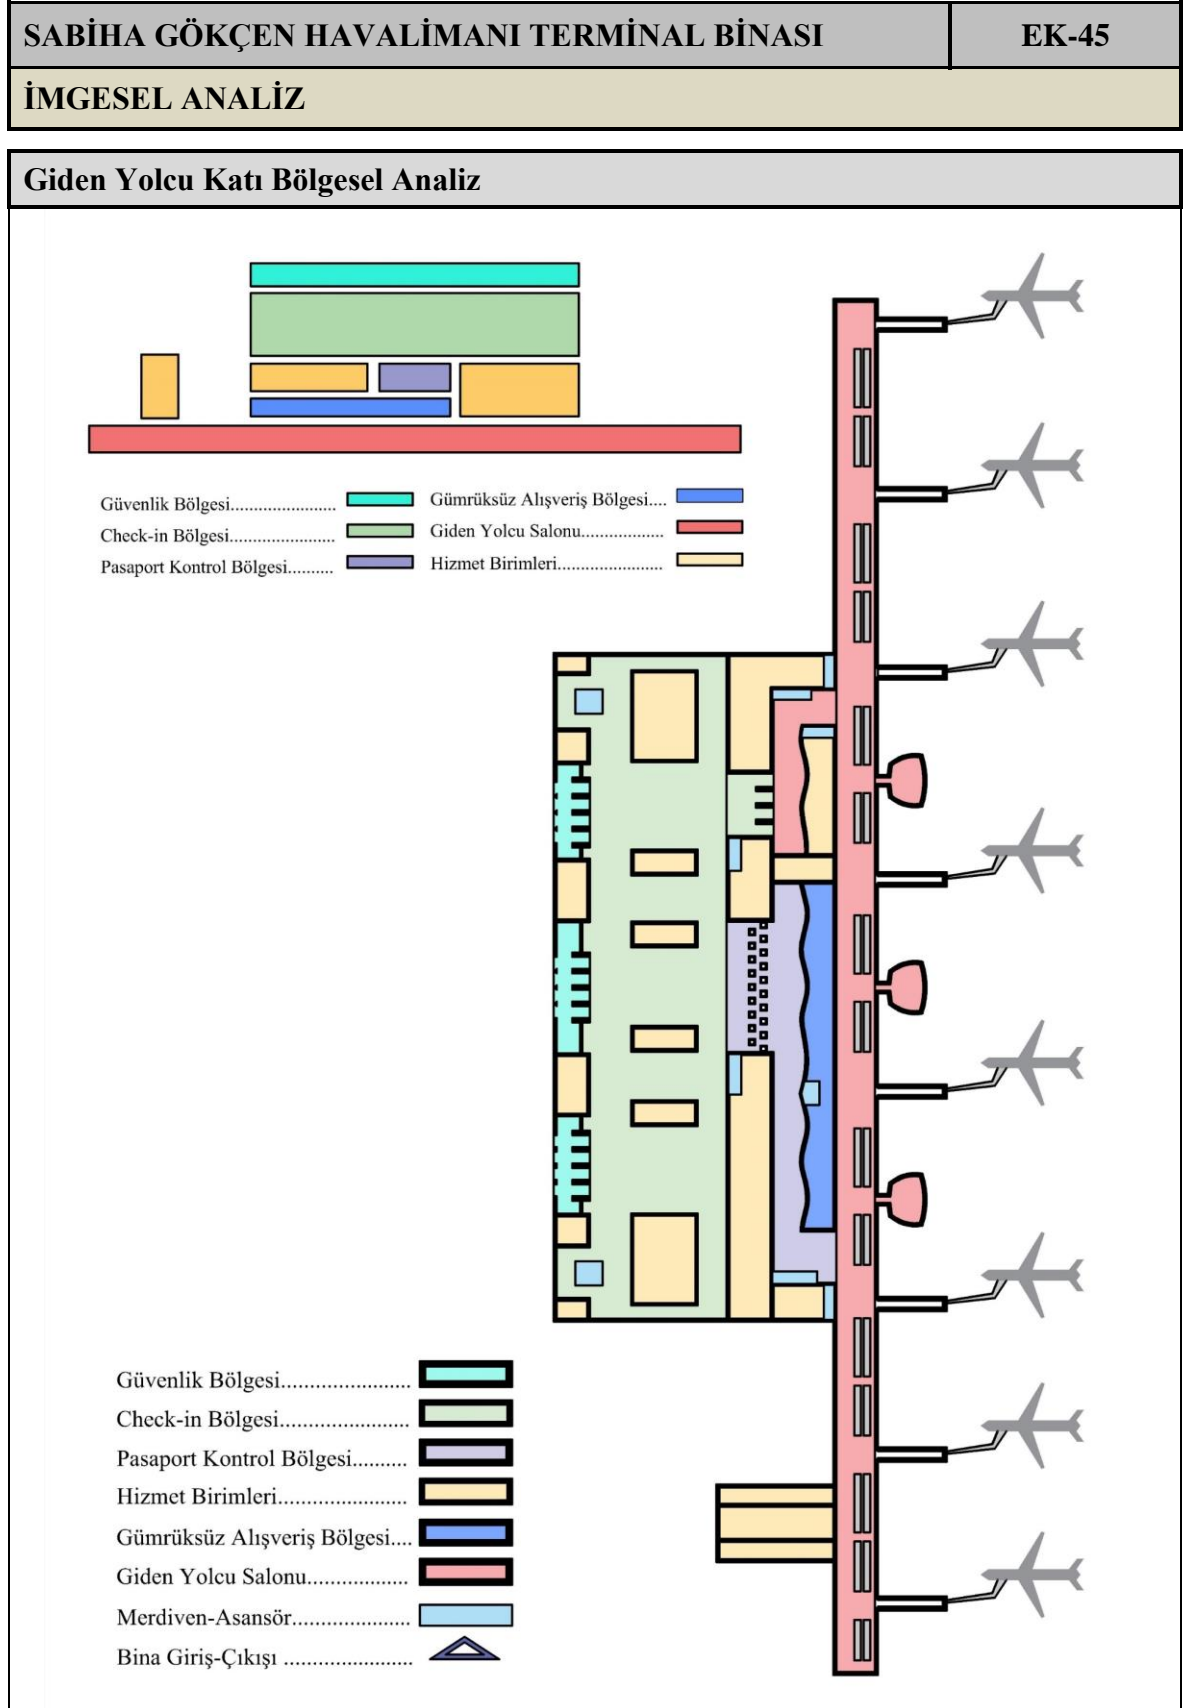 SABİHA GÖKÇEN HAVALİMANI TERMİNAL BİNASI EK-45
İMGESEL ANALİZ
Giden Yolcu Katı Bölgesel Analiz
Güvenlik Bölgesi...................... Gümrüksüz Alışveriş Bölgesi....
Check-in Bölgesi...................... Giden Yolcu Salonu..................
Pasaport Kontrol Bölgesi.......... Hizmet Birimleri.......................
Güvenlik Bölgesi......................
Check-in Bölgesi......................
Pasaport Kontrol Bölgesi.........
Hizmet Birimleri......................
Gümrüksüz Alışveriş Bölgesi....
Giden Yolcu Salonu.................
Merdiven-Asansör....................
Bina Giriş-Çıkışı ......................